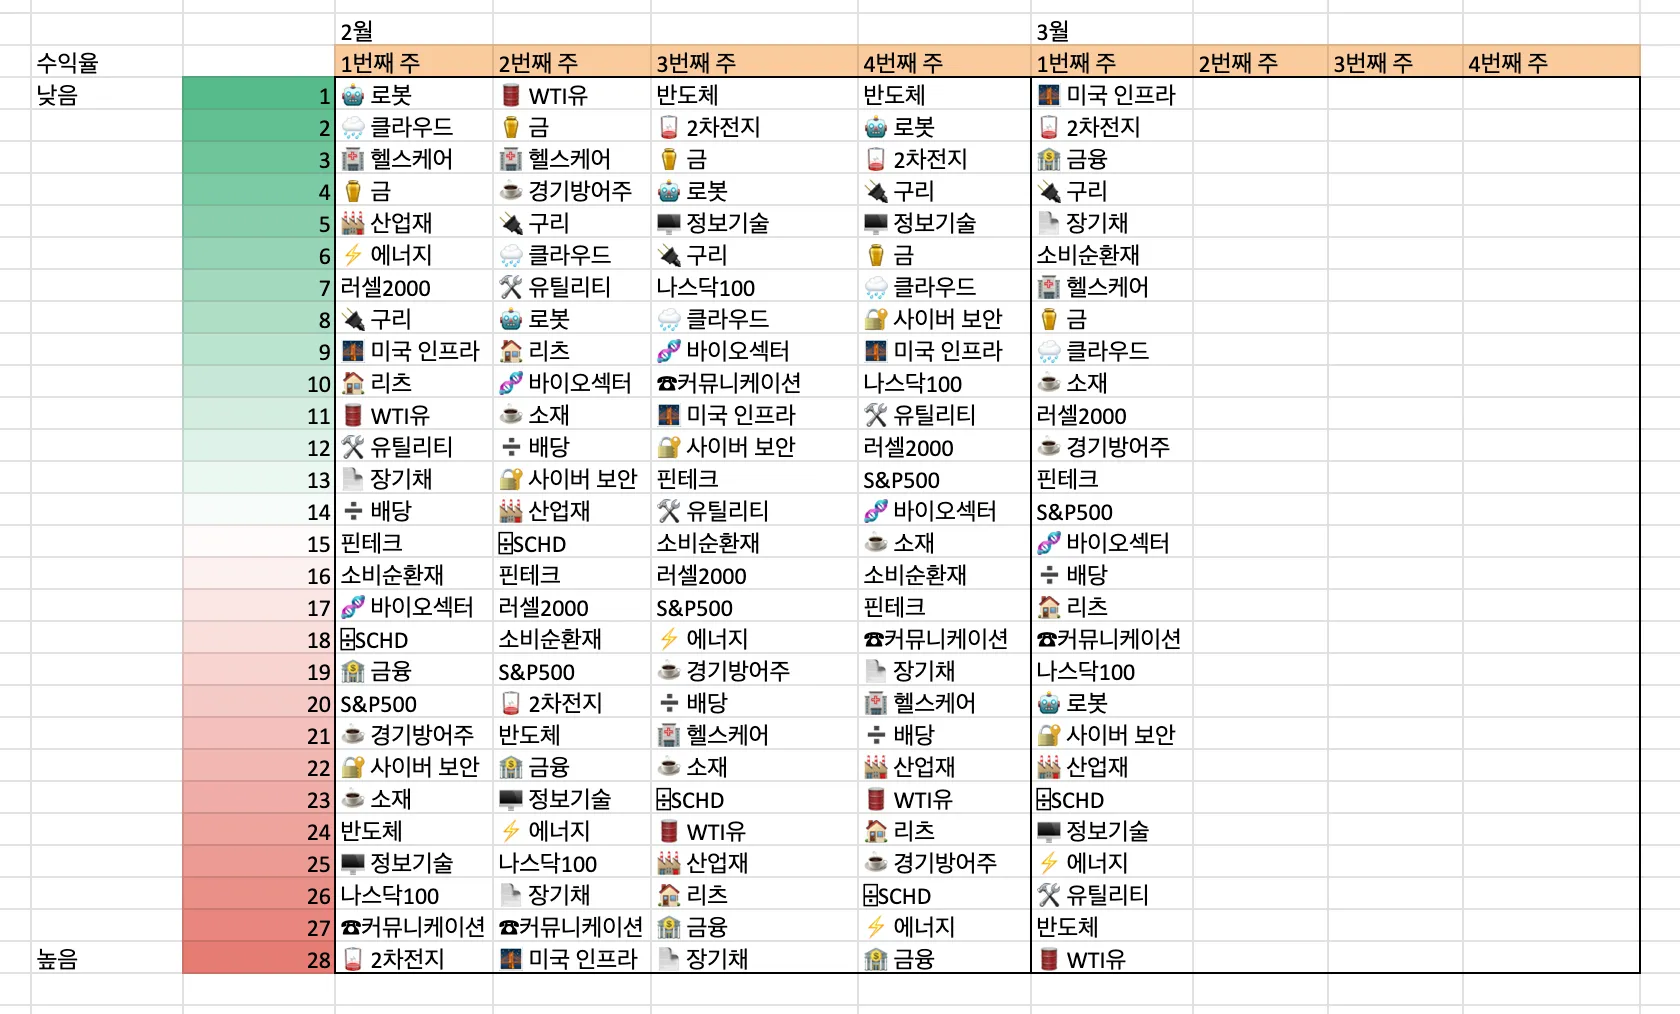 2월 3월
수익율 1번째 주 2번째 주 3번째 주 4번째 주 1번째 주 2번째 주 3번째 주 4번째 주
낮음 1 🤖 로봇 🛢 WTI유 반도체 반도체 🌉 미국 인프라
2 🌨 클라우드 ⚱️ 금 🪫 2차전지 🤖 로봇 🪫 2차전지
3 🏥 헬스케어 🏥 헬스케어 ⚱️ 금 🪫 2차전지 🏦 금융
4 ⚱️ 금 ☕️ 경기방어주 🤖 로봇 🔌 구리 🔌 구리
5 🏭 산업재 🔌 구리 🖥 정보기술 🖥 정보기술 📄 장기채
6 ⚡️ 에너지 🌨 클라우드 🔌 구리 ⚱️ 금 소비순환재
7 러셀2000 🛠 유틸리티 나스닥100 🌨 클라우드 🏥 헬스케어
8 🔌 구리 🤖 로봇 🌨 클라우드 🔐 사이버 보안 ⚱️ 금
9 🌉 미국 인프라 🏠 리츠 🧬 바이오섹터 🌉 미국 인프라 🌨 클라우드
10 🏠 리츠 🧬 바이오섹터 ☎커뮤니케이션 나스닥100 ☕️ 소재
11 🛢 WTI유 ☕️ 소재 🌉 미국 인프라 🛠 유틸리티 러셀2000
12 🛠 유틸리티 ➗ 배당 🔐 사이버 보안 러셀2000 ☕️ 경기방어주
13 📄 장기채 🔐 사이버 보안 핀테크 S&P500 핀테크
14 ➗ 배당 🏭 산업재 🛠 유틸리티 🧬 바이오섹터 S&P500
15 핀테크 🗄SCHD 소비순환재 ☕️ 소재 🧬 바이오섹터
16 소비순환재 핀테크 러셀2000 소비순환재 ➗ 배당
17 🧬 바이오섹터 러셀2000 S&P500 핀테크 🏠 리츠
18 🗄SCHD 소비순환재 ⚡️ 에너지 ☎커뮤니케이션 ☎커뮤니케이션
19 🏦 금융 S&P500 ☕️ 경기방어주 📄 장기채 나스닥100
20 S&P500 🪫 2차전지 ➗ 배당 🏥 헬스케어 🤖 로봇
21 ☕️ 경기방어주 반도체 🏥 헬스케어 ➗ 배당 🔐 사이버 보안
22 🔐 사이버 보안 🏦 금융 ☕️ 소재 🏭 산업재 🏭 산업재
23 ☕️ 소재 🖥 정보기술 🗄SCHD 🛢 WTI유 🗄SCHD
24 반도체 ⚡️ 에너지 🛢 WTI유 🏠 리츠 🖥 정보기술
25 🖥 정보기술 나스닥100 🏭 산업재 ☕️ 경기방어주 ⚡️ 에너지
26 나스닥100 📄 장기채 🏠 리츠 🗄SCHD 🛠 유틸리티
27 ☎커뮤니케이션 ☎커뮤니케이션 🏦 금융 ⚡️ 에너지 반도체
높음 28 🪫 2차전지 🌉 미국 인프라 📄 장기채 🏦 금융 🛢 WTI유